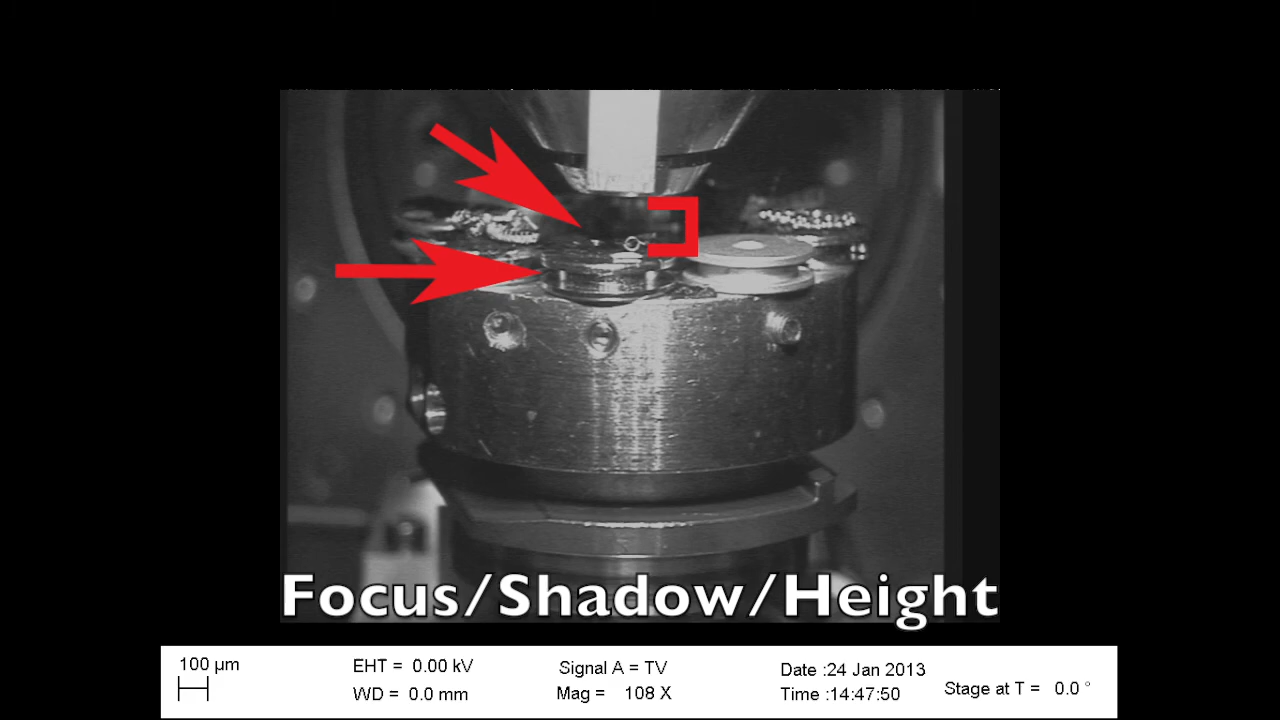 Focus/Shadow/Height
100 µm
EHT = 0.00 kV
Signal A = TV
Date :24 Jan 2013
WD = 0.0 mm
Mag = 108 X
Time :14:47:50
Stage at T = 0.0 °